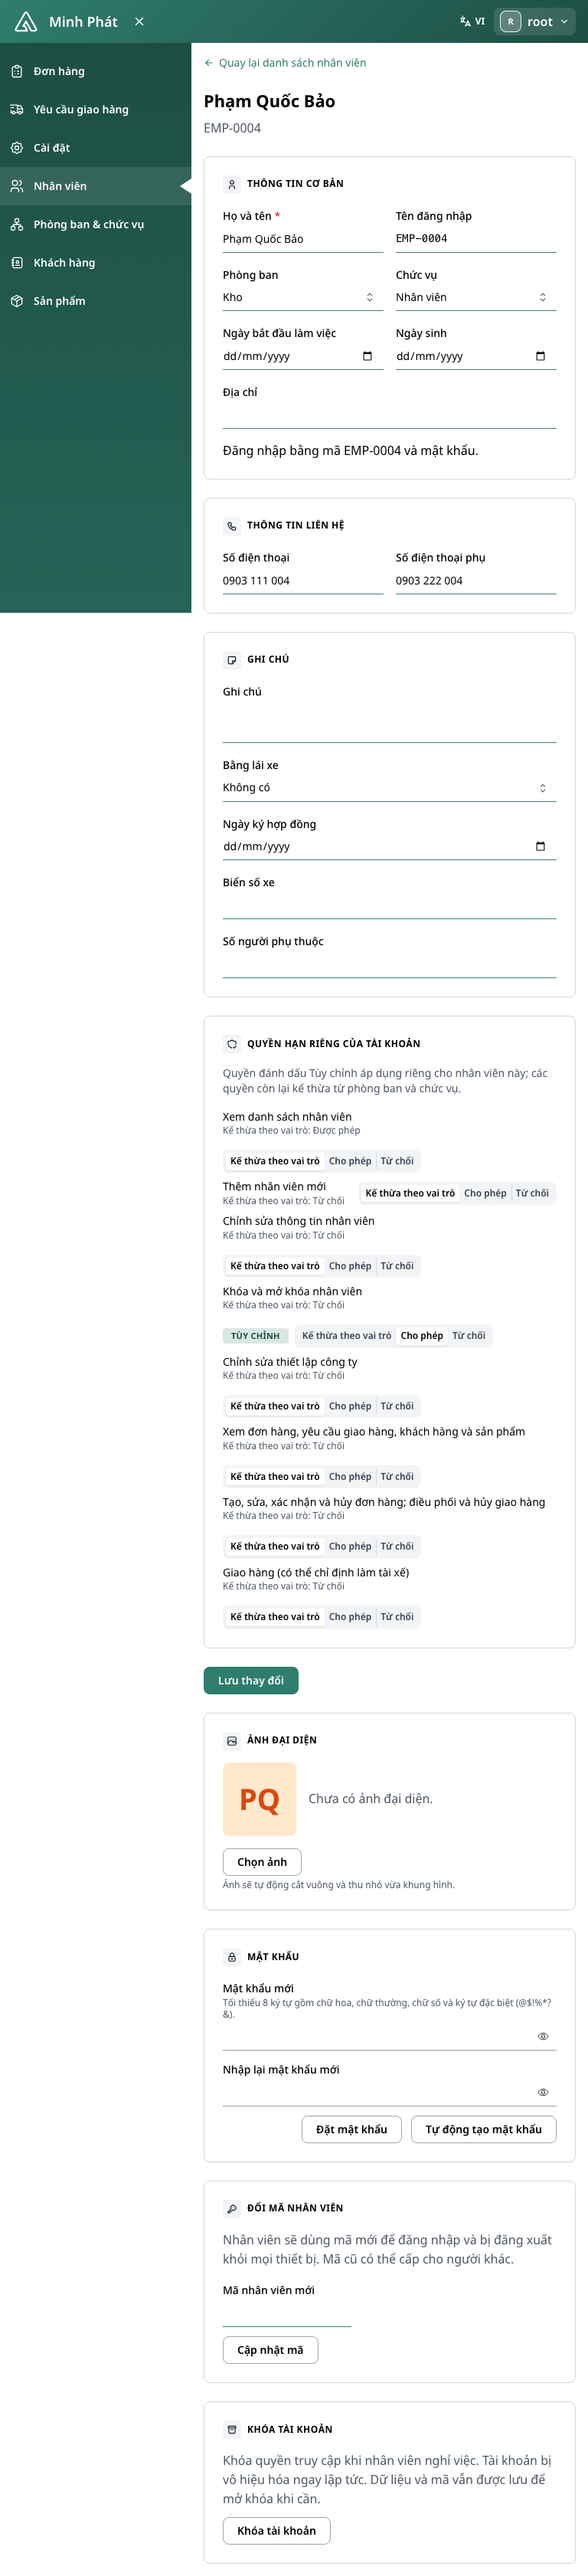 Minh Phát
VI
R
root
Đơn hàng
Yêu cầu giao hàng
Cài đặt
Nhân viên
Phòng ban & chức vụ
Khách hàng
Sản phẩm
Quay lại danh sách nhân viên
Phạm Quốc Bảo
EMP-0004
THÔNG TIN CƠ BẢN
Họ và tên *
Tên đăng nhập
Phạm Quốc Bảo
EMP-0004
Phòng ban
Chức vụ
Kho
Nhân viên
Ngày bắt đầu làm việc
Ngày sinh
dd/mm/yyyy
dd/mm/yyyy
Địa chỉ
Đăng nhập bằng mã EMP-0004 và mật khẩu.
THÔNG TIN LIÊN HỆ
Số điện thoại
Số điện thoại phụ
0903 111 004
0903 222 004
GHI CHÚ
Ghi chú
Bằng lái xe
Không có
Ngày ký hợp đồng
dd/mm/yyyy
Biển số xe
Số người phụ thuộc
QUYỀN HẠN RIÊNG CỦA TÀI KHOẢN
Quyền đánh dấu Tùy chỉnh áp dụng riêng cho nhân viên này; các
quyền còn lại kế thừa từ phòng ban và chức vụ.
Xem danh sách nhân viên
Kế thừa theo vai trò: Được phép
Kế thừa theo vai trò Cho phép Từ chối
Thêm nhân viên mới
Kế thừa theo vai trò: Từ chối
Kế thừa theo vai trò Cho phép Từ chối
Chỉnh sửa thông tin nhân viên
Kế thừa theo vai trò: Từ chối
Kế thừa theo vai trò Cho phép Từ chối
Khóa và mở khóa nhân viên
Kế thừa theo vai trò: Từ chối
TÙY CHỈNH Kế thừa theo vai trò Cho phép Từ chối
Chỉnh sửa thiết lập công ty
Kế thừa theo vai trò: Từ chối
Kế thừa theo vai trò Cho phép Từ chối
Xem đơn hàng, yêu cầu giao hàng, khách hàng và sản phẩm
Kế thừa theo vai trò: Từ chối
Kế thừa theo vai trò Cho phép Từ chối
Tạo, sửa, xác nhận và hủy đơn hàng; điều phối và hủy giao hàng
Kế thừa theo vai trò: Từ chối
Kế thừa theo vai trò Cho phép Từ chối
Giao hàng (có thể chỉ định làm tài xế)
Kế thừa theo vai trò: Từ chối
Kế thừa theo vai trò Cho phép Từ chối
Lưu thay đổi
ẢNH ĐẠI DIỆN
PQ
Chưa có ảnh đại diện.
Chọn ảnh
Ảnh sẽ tự động cắt vuông và thu nhỏ vừa khung hình.
MẬT KHẨU
Mật khẩu mới
Tối thiểu 8 ký tự gồm chữ hoa, chữ thường, chữ số và ký tự đặc biệt (@$!%*?
&).
Nhập lại mật khẩu mới
Đặt mật khẩu
Tự động tạo mật khẩu
ĐỔI MÃ NHÂN VIÊN
Nhân viên sẽ dùng mã mới để đăng nhập và bị đăng xuất
khỏi mọi thiết bị. Mã cũ có thể cấp cho người khác.
Mã nhân viên mới
Cập nhật mã
KHÓA TÀI KHOẢN
Khóa quyền truy cập khi nhân viên nghỉ việc. Tài khoản bị
vô hiệu hóa ngay lập tức. Dữ liệu và mã vẫn được lưu để
mở khóa khi cần.
Khóa tài khoản